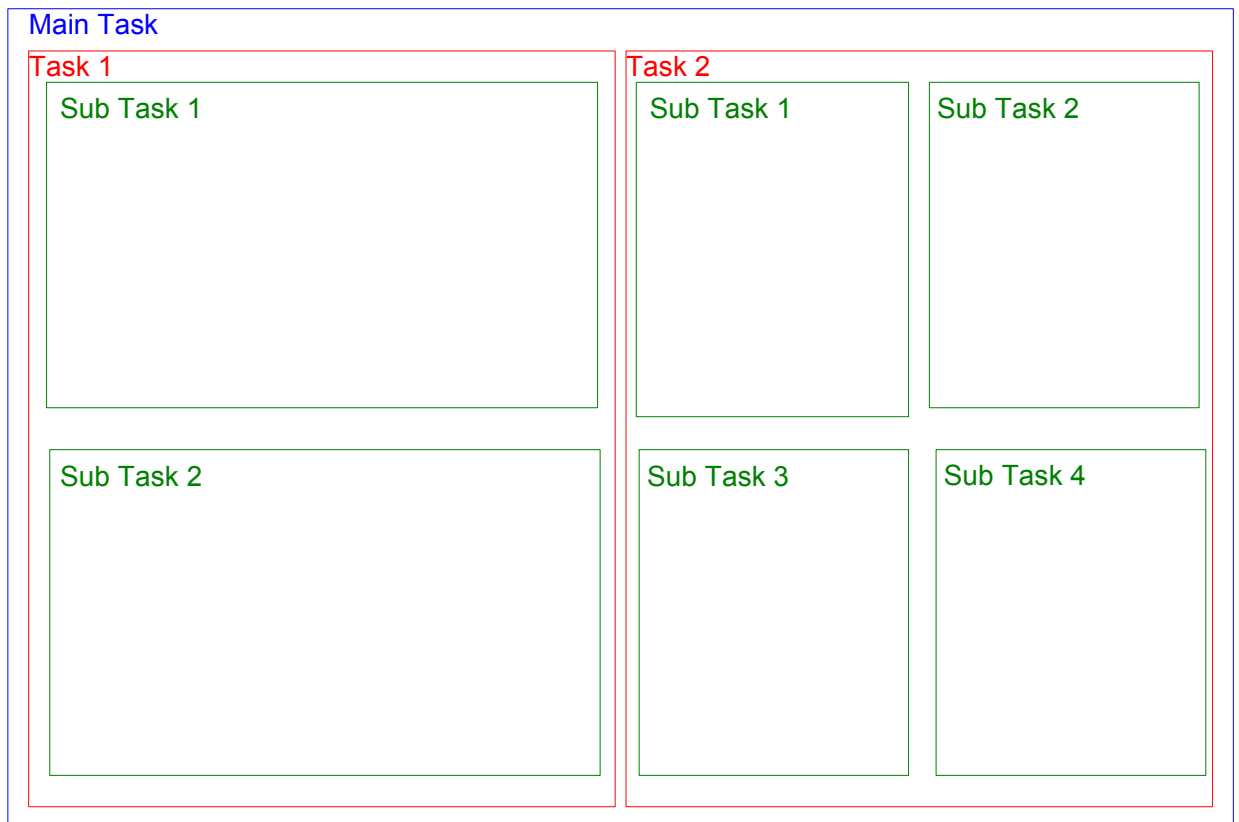 Main Task
Task 1
Sub Task 1
Sub Task 2
Task 2
Sub Task 1
Sub Task 2
Sub Task 3
Sub Task 4